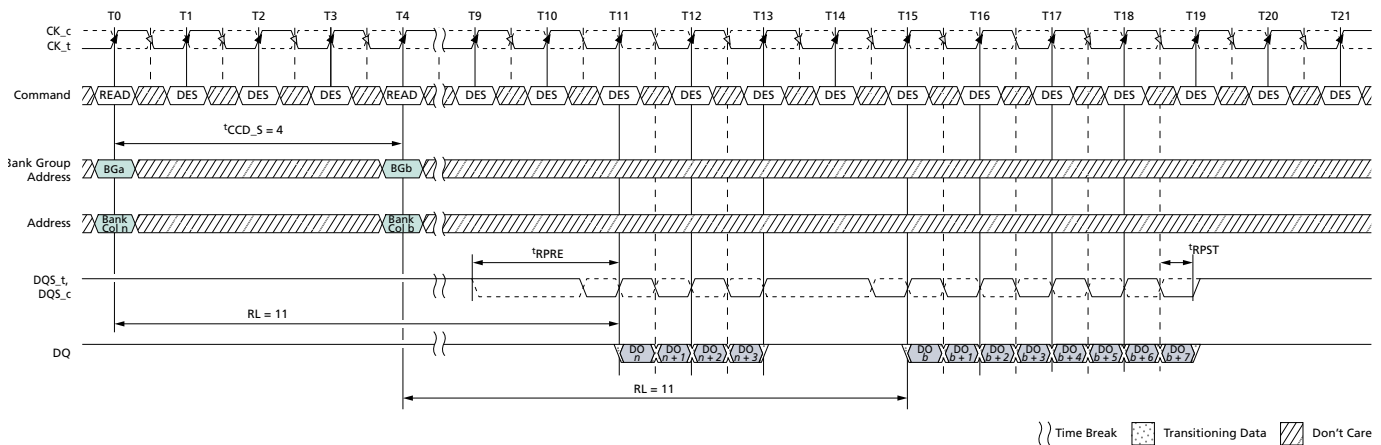 T0 T1 T2 T3 T4 T9 T10 T11 T12 T13 T14 T15 T16 T17 T18 T19 T20 T21
CK_c
CK_t
Command READ DES DES DES READ DES DES DES DES DES DES DES DES DES DES DES DES DES
tCCD_S = 4
Bank Group
Address
BGa BGb
Address
Bank
Col n
Bank
Col b
tRPRE tRPST
DQS_t,
DQS_c
RL = 11
DQ
DO
n
DO
n + 1
DO
n + 2
DO
n + 3
DO
b
DO
b + 1
DO
b + 2
DO
b + 3
DO
b + 4
DO
b + 5
DO
b + 6
DO
b + 7
RL = 11
Time Break Transitioning Data Don't Care